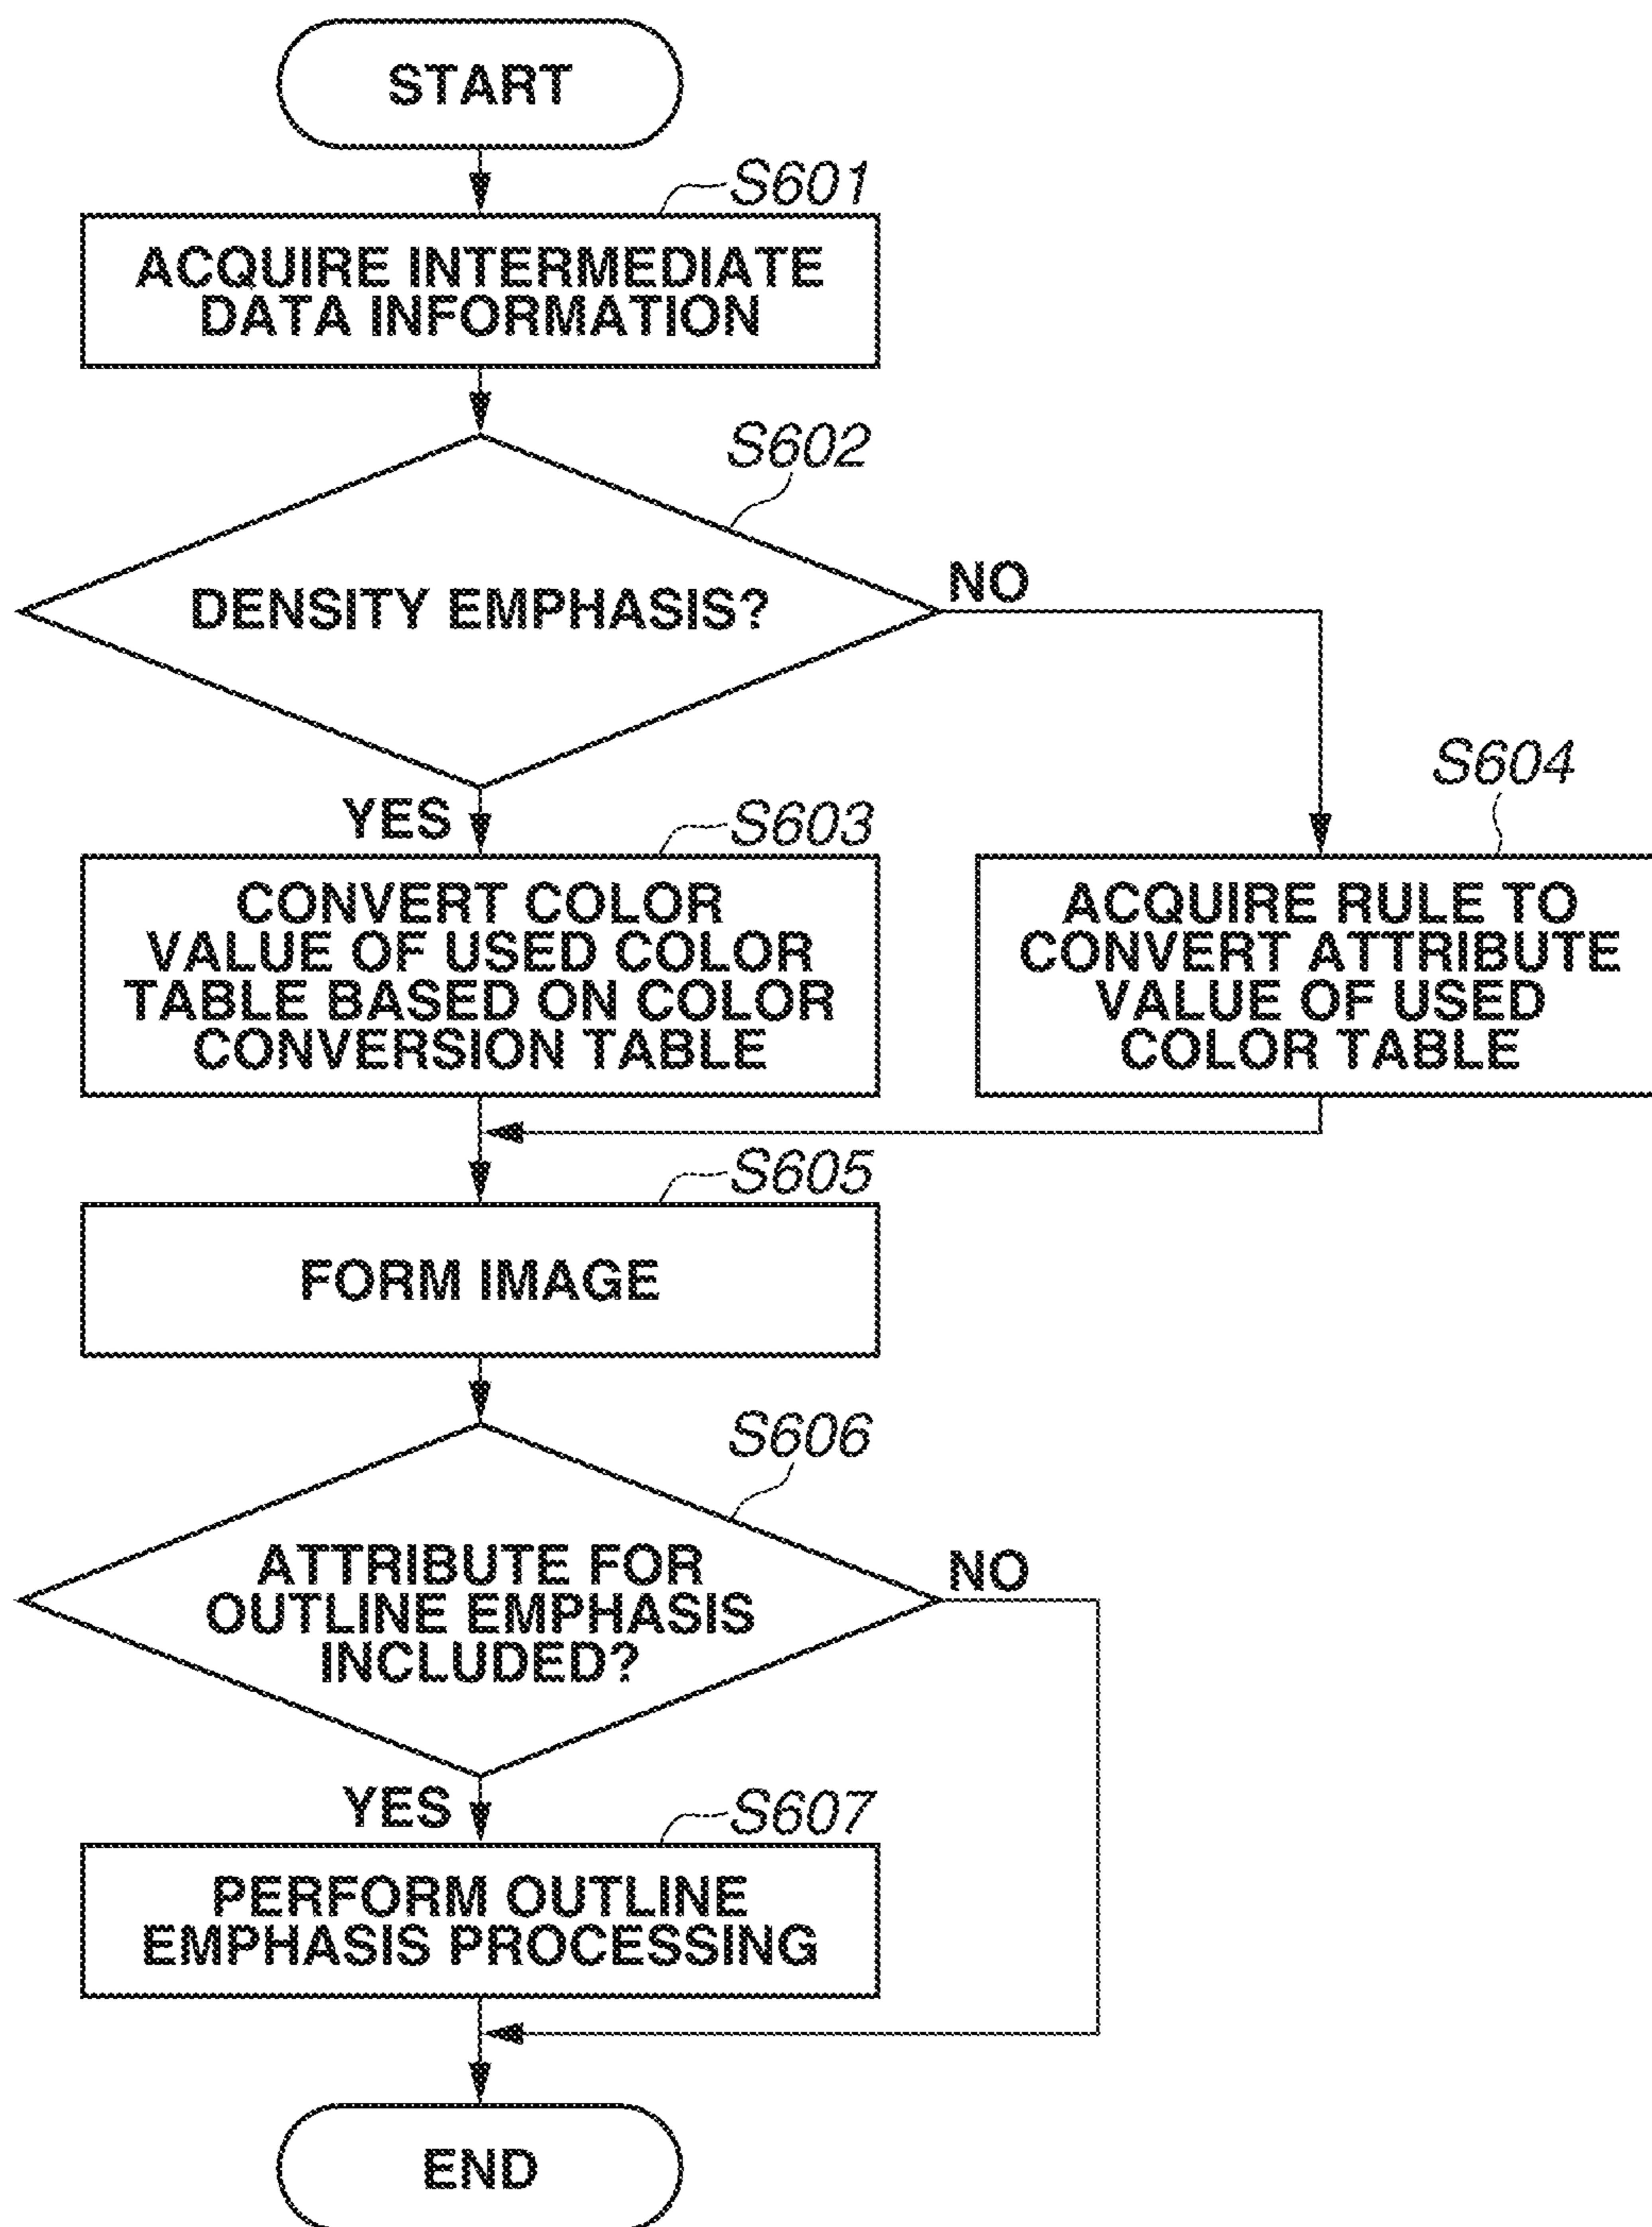 START
S601
ACQUIRE INTERMEDIATE
DATA INFORMATION
S602
DENSITY EMPHASIS?
NO
YES
S603
CONVERT COLOR
VALUE OF USED COLOR
TABLE BASED ON COLOR
CONVERSION TABLE
S604
ACQUIRE RULE TO
CONVERT ATTRIBUTE
VALUE OF USED
COLOR TABLE
S605
FORM IMAGE
S606
ATTRIBUTE FOR
OUTLINE EMPHASIS
INCLUDED?
NO
YES
S607
PERFORM OUTLINE
EMPHASIS PROCESSING
END